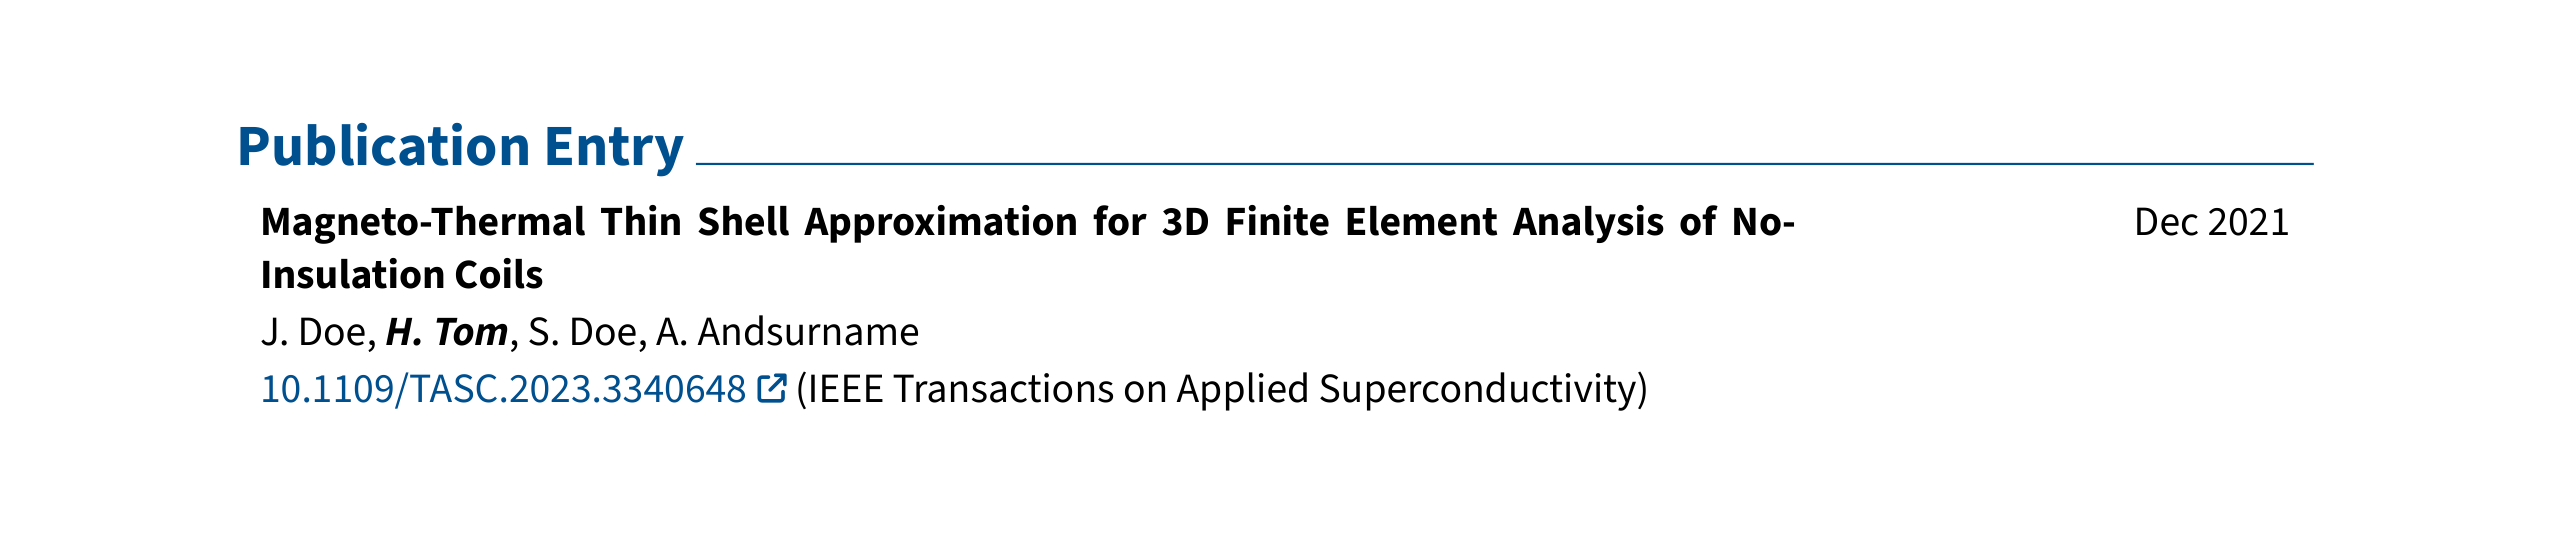 Publication Entry
Magneto-Thermal Thin Shell Approximation for 3D Finite Element Analysis of No- Dec 2021
Insulation Coils
J. Doe, H. Tom, S. Doe, A. Andsurname
10.1109/TASC.2023.3340648 (IEEE Transactions on Applied Superconductivity)